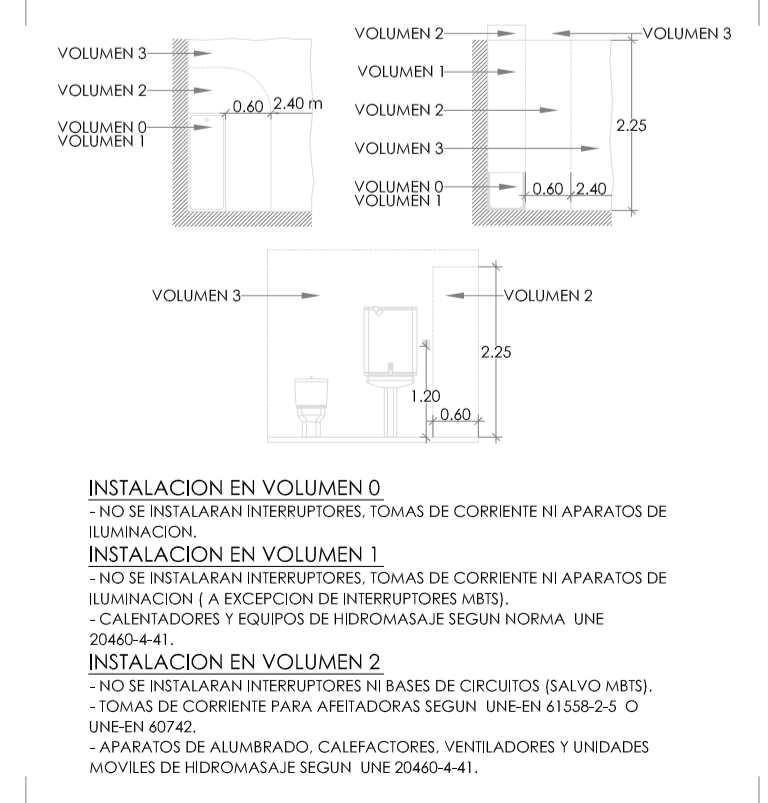 VOLUMEN 3
VOLUMEN 2
0.60 2.40 m
VOLUMEN 0
VOLUMEN 1
VOLUMEN 2
VOLUMEN 3
VOLUMEN 1
VOLUMEN 2
2.25
VOLUMEN 3
VOLUMEN 0
VOLUMEN 1
0.60 2.40
VOLUMEN 3
VOLUMEN 2
2.25
1.20
0.60
INSTALACION EN VOLUMEN 0
- NO SE INSTALARAN INTERRUPTORES, TOMAS DE CORRIENTE NI APARATOS DE
ILUMINACION.
INSTALACION EN VOLUMEN 1
- NO SE INSTALARAN INTERRUPTORES, TOMAS DE CORRIENTE NI APARATOS DE
ILUMINACION ( A EXCEPCION DE INTERRUPTORES MBTS).
- CALENTADORES Y EQUIPOS DE HIDROMASAJE SEGUN NORMA UNE
20460-4-41.
INSTALACION EN VOLUMEN 2
- NO SE INSTALARAN INTERRUPTORES NI BASES DE CIRCUITOS (SALVO MBTS).
- TOMAS DE CORRIENTE PARA AFEITADORAS SEGUN UNE-EN 61558-2-5 O
UNE-EN 60742.
- APARATOS DE ALUMBRADO, CALEFACTORES, VENTILADORES Y UNIDADES
MOVILES DE HIDROMASAJE SEGUN UNE 20460-4-41.